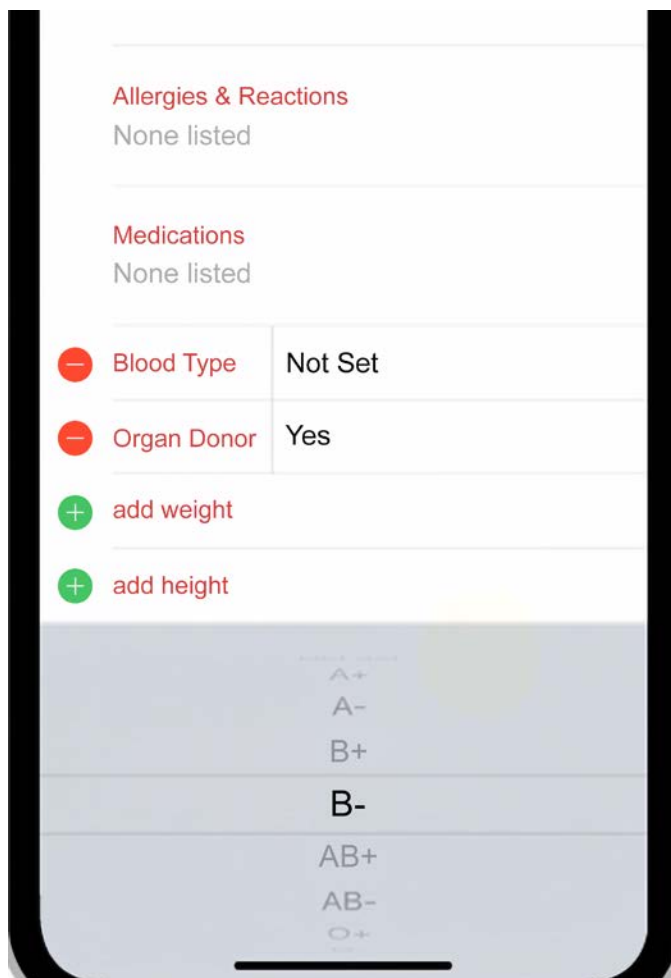 Allergies & Reactions
None listed
Medications
None listed
Blood Type Not Set
Organ Donor Yes
add weight
add height
A+
A-
B+
B-
AB+
AB-
O+